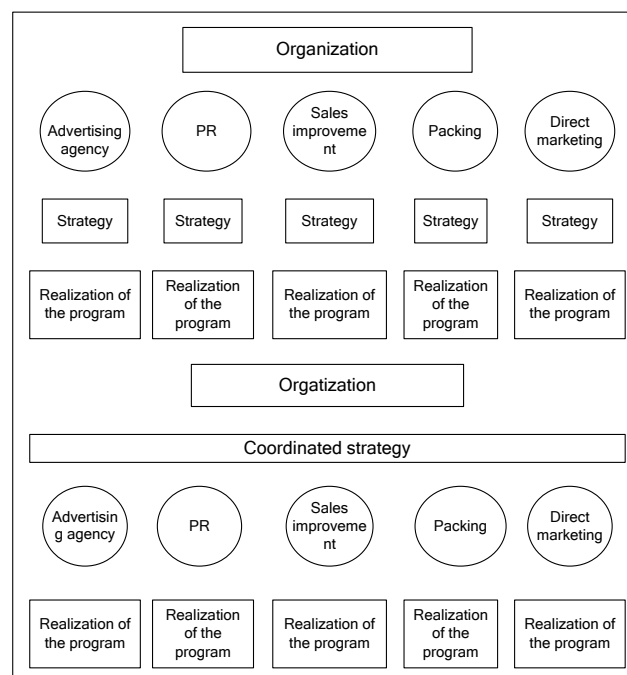 Organization
Advertising
agency
PR
Sales
improveme
nt
Packing
Direct
marketing
Strategy
Strategy
Strategy
Strategy
Strategy
Realization of
the program
Realization
of the
program
Realization of
the program
Realization
of the
program
Realization of
the program
Orgatization
Coordinated strategy
Advertisin
g agency
PR
Sales
improveme
nt
Packing
Direct
marketing
Realization of
the program
Realization
of the
program
Realization of
the program
Realization
of the
program
Realization of
the program